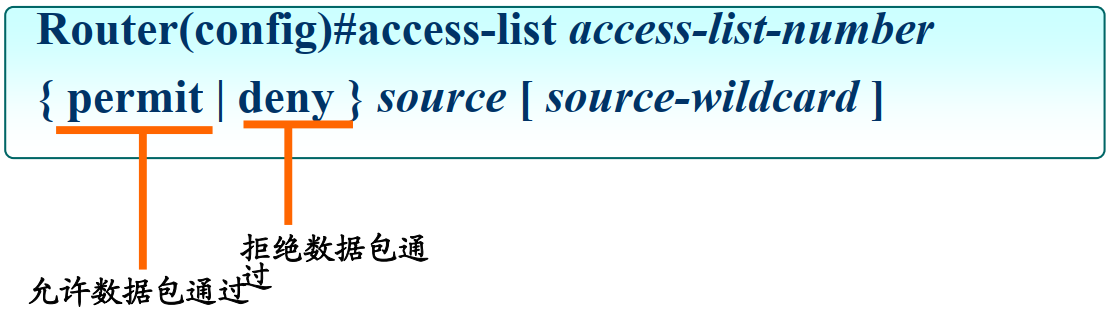 Router(config)#access-list access-list-number
{ permit | deny } source [ source-wildcard ]
拒绝数据包通
过
允许数据包通过